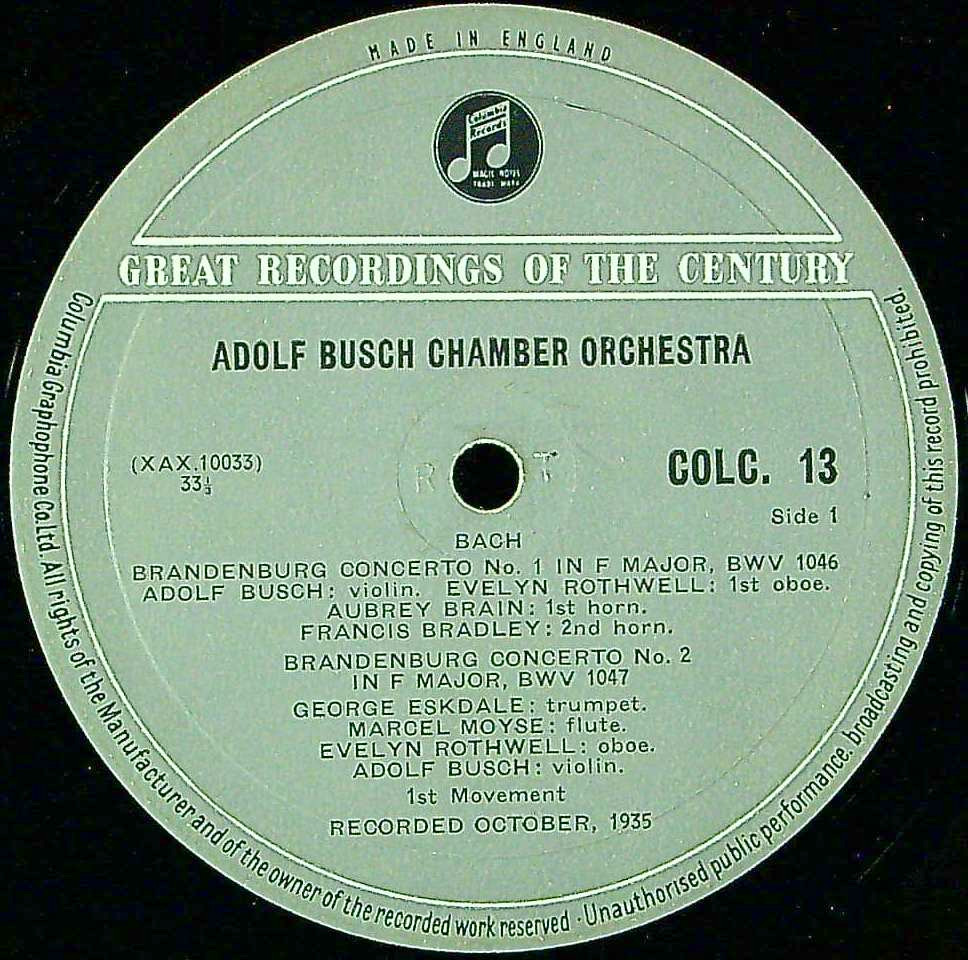 MADE IN ENGLAND
Columbia
Records
MAGIC NOTES
TRADE MARK
GREAT RECORDINGS OF THE CENTURY
ADOLF BUSCH CHAMBER ORCHESTRA
(XAX.10033)
33⅓
COLC. 13
Side 1
R T
BACH
BRANDENBURG CONCERTO No. 1 IN F MAJOR, BWV 1046
ADOLF BUSCH: violin. EVELYN ROTHWELL: 1st oboe.
AUBREY BRAIN: 1st horn.
FRANCIS BRADLEY: 2nd horn.
BRANDENBURG CONCERTO No. 2
IN F MAJOR, BWV 1047
GEORGE ESKDALE: trumpet.
MARCEL MOYSE: flute.
EVELYN ROTHWELL: oboe.
ADOLF BUSCH: violin.
1st Movement
RECORDED OCTOBER, 1935
Columbia Graphophone Co. Ltd. All rights of the Manufacturer and of the owner of the recorded work reserved · Unauthorised public performance. broadcasting and copying of this record prohibited.